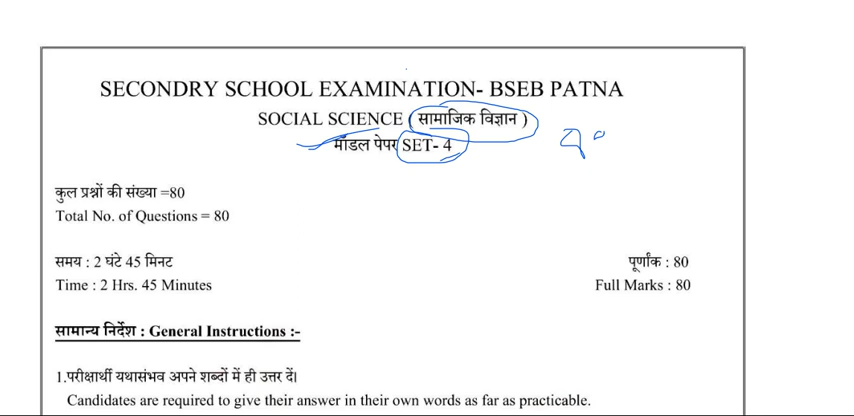 SECONDRY SCHOOL EXAMINATION- BSEB PATNA
SOCIAL SCIENCE ( सामाजिक विज्ञान )
मॉडल पेपर SET- 4
कुल प्रश्नों की संख्या =80
Total No. of Questions = 80
समय : 2 घंटे 45 मिनट
पूर्णांक : 80
Time : 2 Hrs. 45 Minutes
Full Marks : 80
सामान्य निर्देश : General Instructions :-
1.परीक्षार्थी यथासंभव अपने शब्दों में ही उत्तर दें।
Candidates are required to give their answer in their own words as far as practicable.